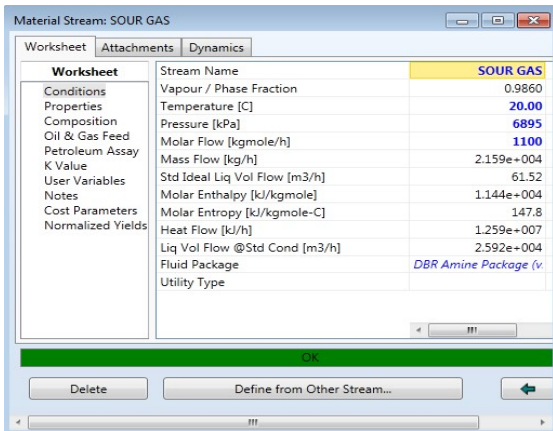 Material Stream: SOUR GAS
Worksheet Attachments Dynamics
Worksheet
Conditions
Properties
Composition
Oil & Gas Feed
Petroleum Assay
K Value
User Variables
Notes
Cost Parameters
Normalized Yields
Stream Name SOUR GAS
Vapour / Phase Fraction 0.9860
Temperature [C] 20.00
Pressure [kPa] 6895
Molar Flow [kgmole/h] 1100
Mass Flow [kg/h] 2.159e+004
Std Ideal Liq Vol Flow [m3/h] 61.52
Molar Enthalpy [kJ/kgmole] 1.144e+004
Molar Entropy [kJ/kgmole-C] 147.8
Heat Flow [kJ/h] 1.259e+007
Liq Vol Flow @Std Cond [m3/h] 2.592e+004
Fluid Package DBR Amine Package (v.
Utility Type
OK
Delete Define from Other Stream...